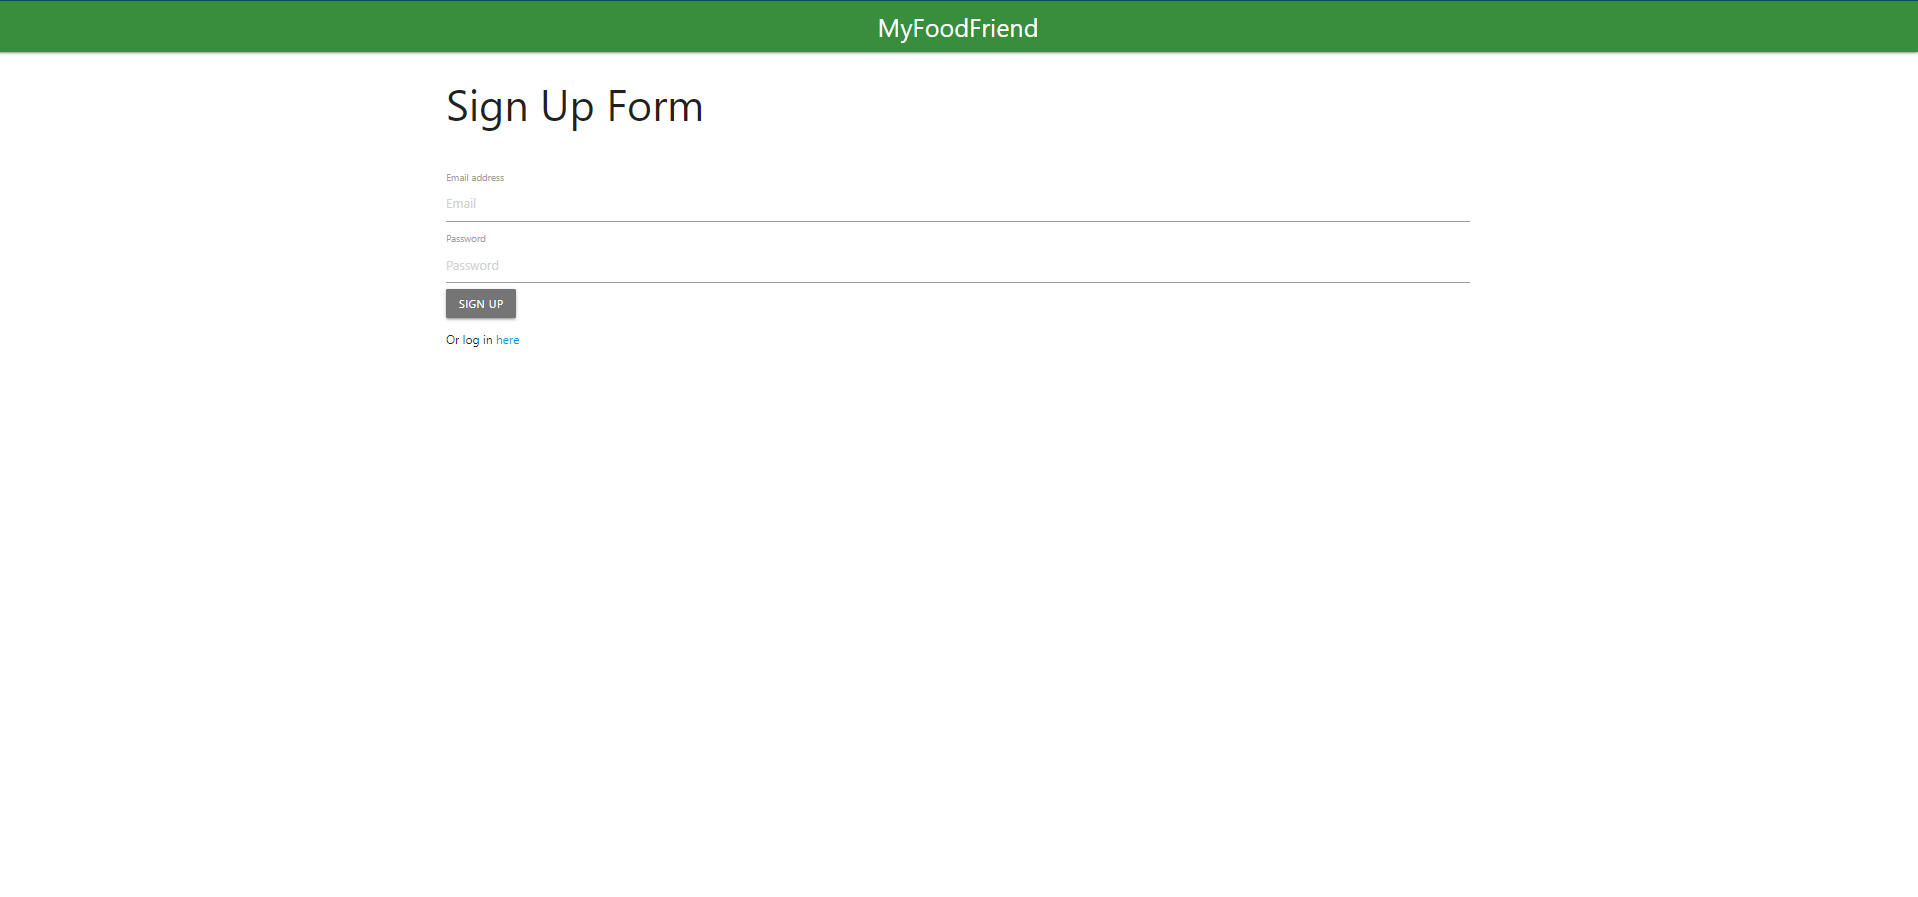 MyFoodFriend
Sign Up Form
Email address
Email
Password
Password
SIGN UP
Or log in here